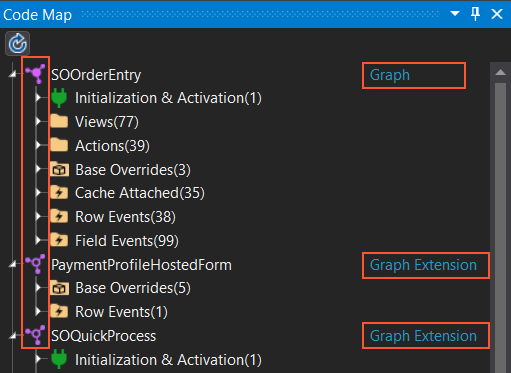 Code Map
SOOrderEntry Graph
Initialization & Activation(1)
Views(77)
Actions(39)
Base Overrides(3)
Cache Attached(35)
Row Events(38)
Field Events(99)
PaymentProfileHostedForm Graph Extension
Base Overrides(5)
Row Events(1)
SOQuickProcess Graph Extension
Initialization & Activation(1)